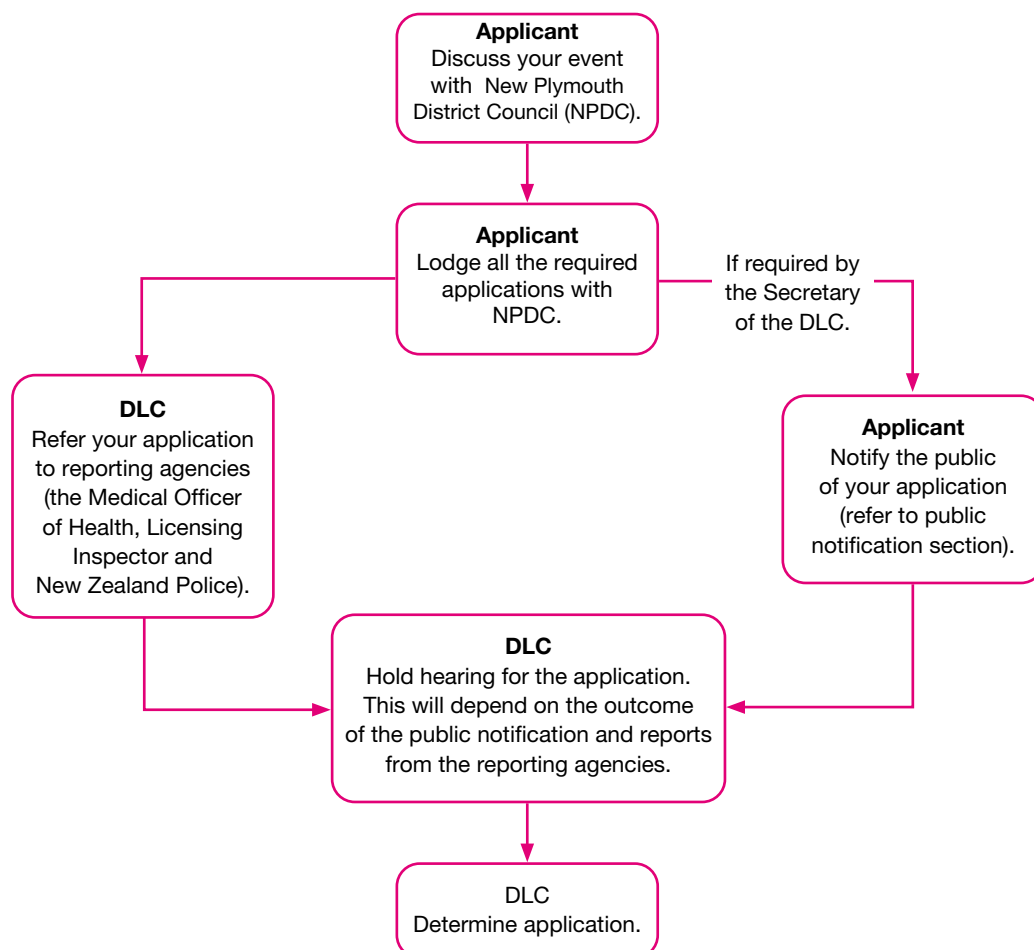 Applicant
Discuss your event
with New Plymouth
District Council (NPDC).
Applicant
Lodge all the required
applications with
NPDC.
If required by
the Secretary
of the DLC.
DLC
Refer your application
to reporting agencies
(the Medical Officer
of Health, Licensing
Inspector and
New Zealand Police).
Applicant
Notify the public
of your application
(refer to public
notification section).
DLC
Hold hearing for the application.
This will depend on the outcome
of the public notification and reports
from the reporting agencies.
DLC
Determine application.